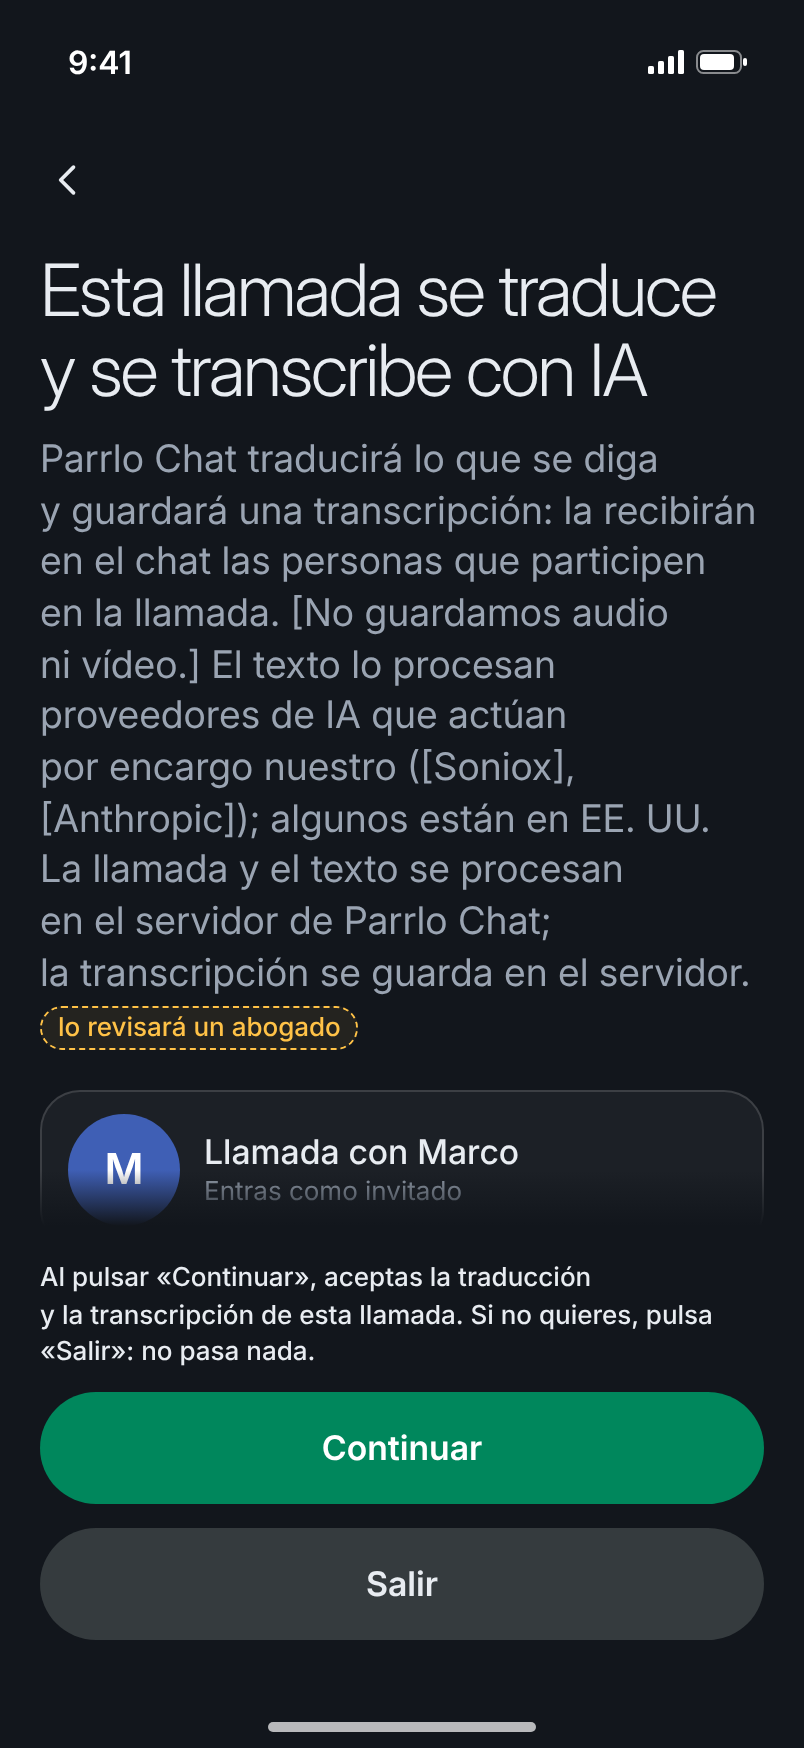 9:41
Esta llamada se traduce
y se transcribe con IA
Parrlo Chat traducirá lo que se diga
y guardará una transcripción: la recibirán
en el chat las personas que participen
en la llamada. [No guardamos audio
ni vídeo.] El texto lo procesan
proveedores de IA que actúan
por encargo nuestro ([Soniox],
[Anthropic]); algunos están en EE. UU.
La llamada y el texto se procesan
en el servidor de Parrlo Chat;
la transcripción se guarda en el servidor.
lo revisará un abogado
M
Llamada con Marco
Entras como invitado
Al pulsar «Continuar», aceptas la traducción
y la transcripción de esta llamada. Si no quieres, pulsa
«Salir»: no pasa nada.
Continuar
Salir